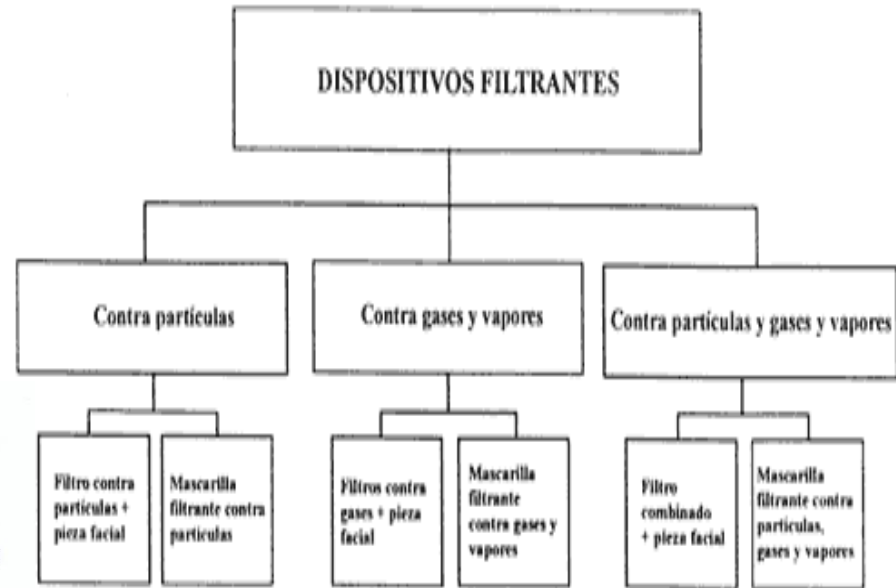 DISPOSITIVOS FILTRANTES
Contra partículas
Contra gases y vapores
Contra partículas y gases y vapores
Filtro contra
partículas +
pieza facial
Mascarilla
filtrante contra
partículas
Filtros contra
gases + pieza
facial
Mascarilla
filtrante
contra gases y
vapores
Filtro
combinado
+ pieza facial
Mascarilla
filtrante contra
partículas,
gases y vapores